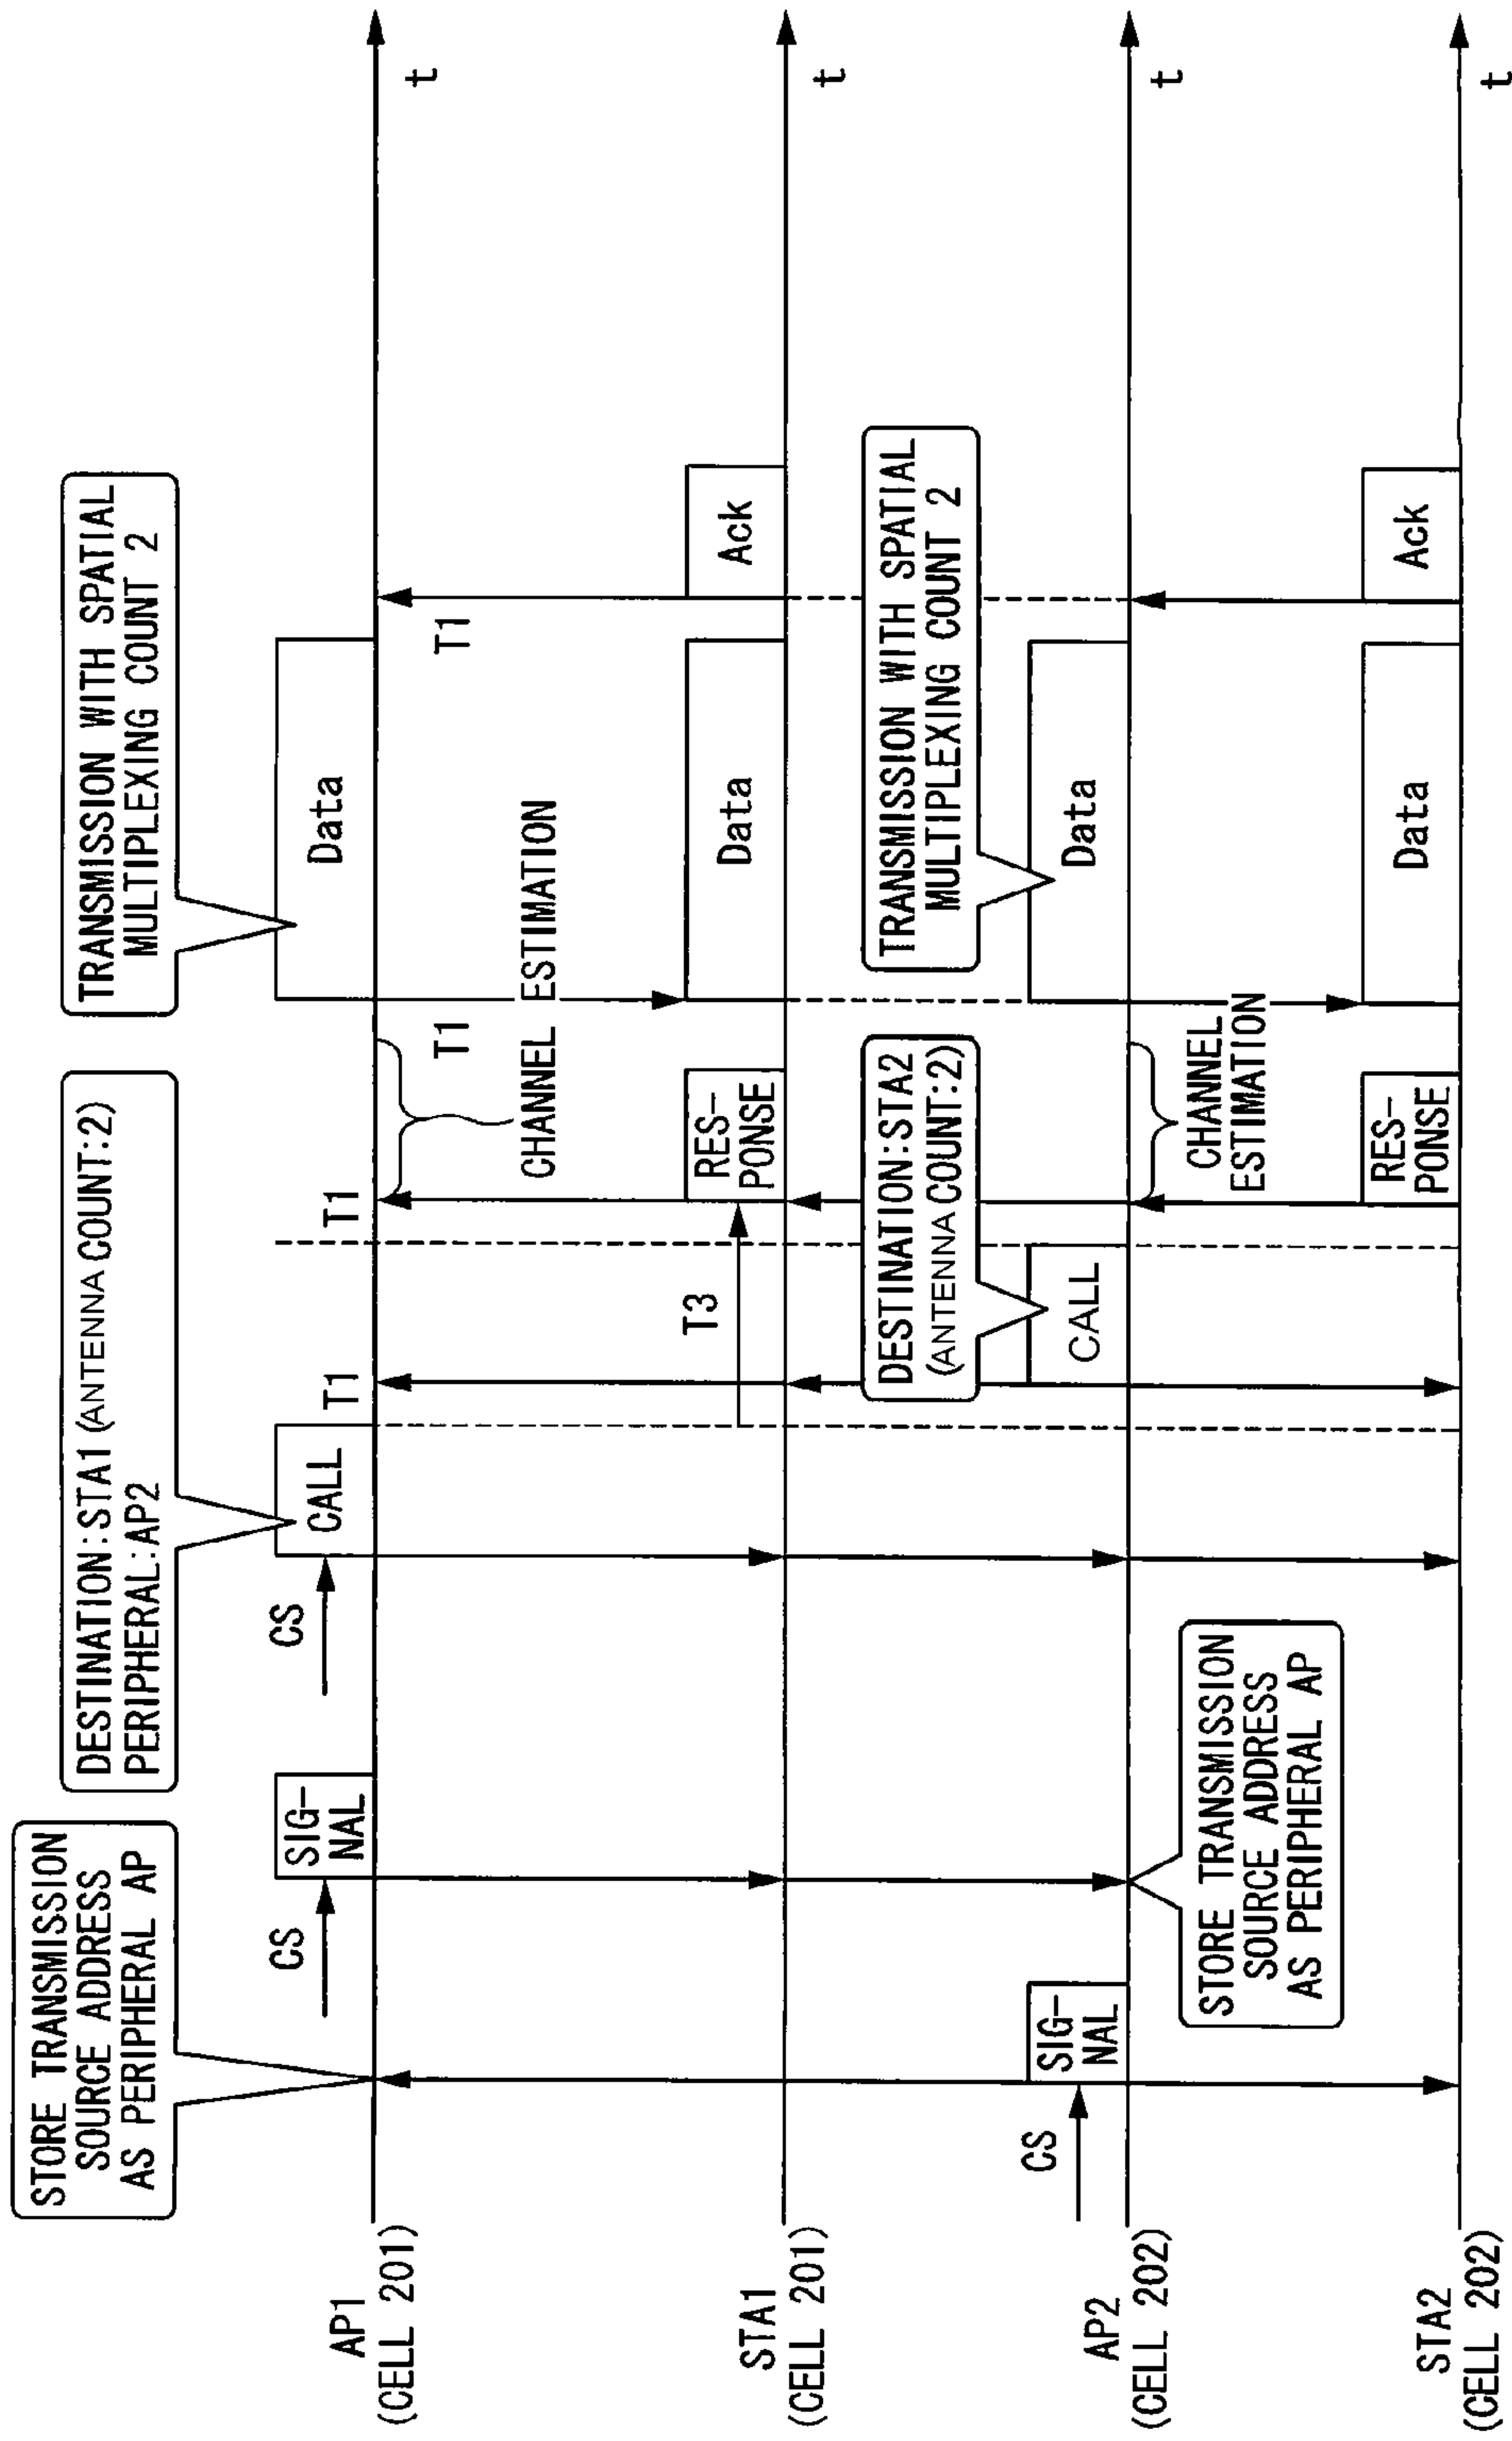 STORE TRANSMISSION
SOURCE ADDRESS
AS PERIPHERAL AP
DESTINATION:STA1 (ANTENNA COUNT:2)
PERIPHERAL:AP2
TRANSMISSION WITH SPATIAL
MULTIPLEXING COUNT 2
CS
SIG-
NAL
CS
CALL
T1
T1
Data
AP1
(CELL 201)
T1
T1
t
CHANNEL ESTIMATION
T3
RES-
PONSE
Data
Ack
STA1
(CELL 201)
t
DESTINATION:STA2
(ANTENNA COUNT:2)
TRANSMISSION WITH SPATIAL
MULTIPLEXING COUNT 2
CS
SIG-
NAL
CALL
Data
AP2
(CELL 202)
t
STORE TRANSMISSION
SOURCE ADDRESS
AS PERIPHERAL AP
CHANNEL
ESTIMATION
RES-
PONSE
Data
Ack
STA2
(CELL 202)
t